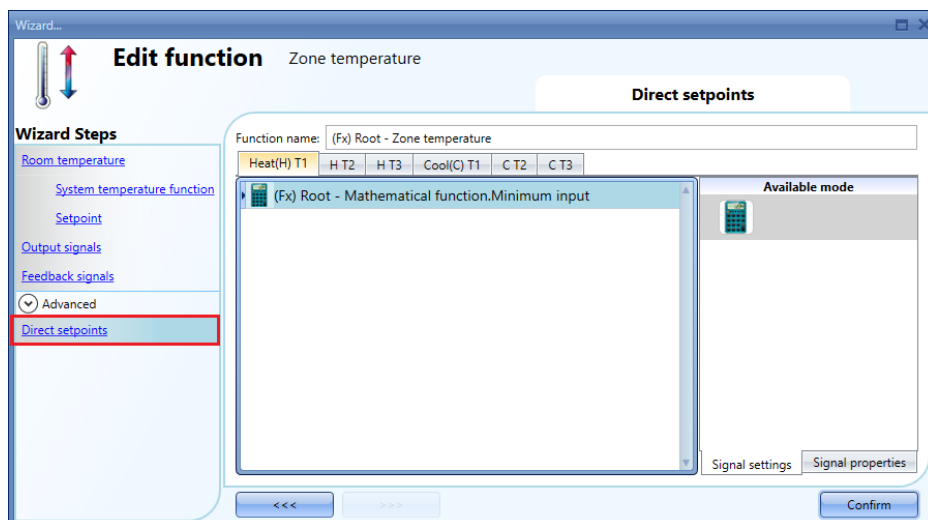 Wizard...
Edit function Zone temperature
Direct setpoints
Wizard Steps
Room temperature
System temperature function
Setpoint
Output signals
Feedback signals
Advanced
Direct setpoints
Function name: (Fx) Root - Zone temperature
Heat(H) T1 H T2 H T3 Cool(C) T1 C T2 C T3
(Fx) Root - Mathematical function.Minimum input
Available mode
Signal settings Signal properties
<<< >>> Confirm